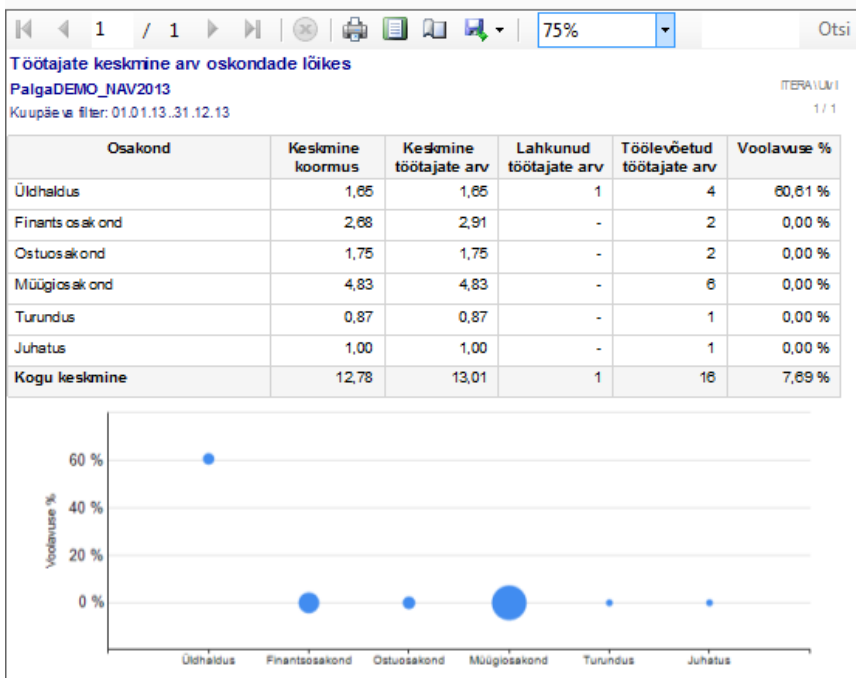 1 / 1 75% Otsi
Töötajate keskmine arv oskondade lõikes
PalgaDEMO_NAV2013
Kuupäeva filter: 01.01.13..31.12.13
1 / 1
Osakond Keskmine koormus Keskmine töötajate arv Lahkunud töötajate arv Töölevõetud töötajate arv Voolavuse %
Üldhaldus 1,65 1,65 1 4 60,61 %
Finantsosakond 2,68 2,91 - 2 0,00 %
Ostuosakond 1,75 1,75 - 2 0,00 %
Müügiosakond 4,83 4,83 - 6 0,00 %
Turundus 0,87 0,87 - 1 0,00 %
Juhatus 1,00 1,00 - 1 0,00 %
Kogu keskmine 12,78 13,01 1 16 7,69 %
Voolavuse %
60 %
40 %
20 %
0 %
Üldhaldus Finantsosakond Ostuosakond Müügiosakond Turundus Juhatus